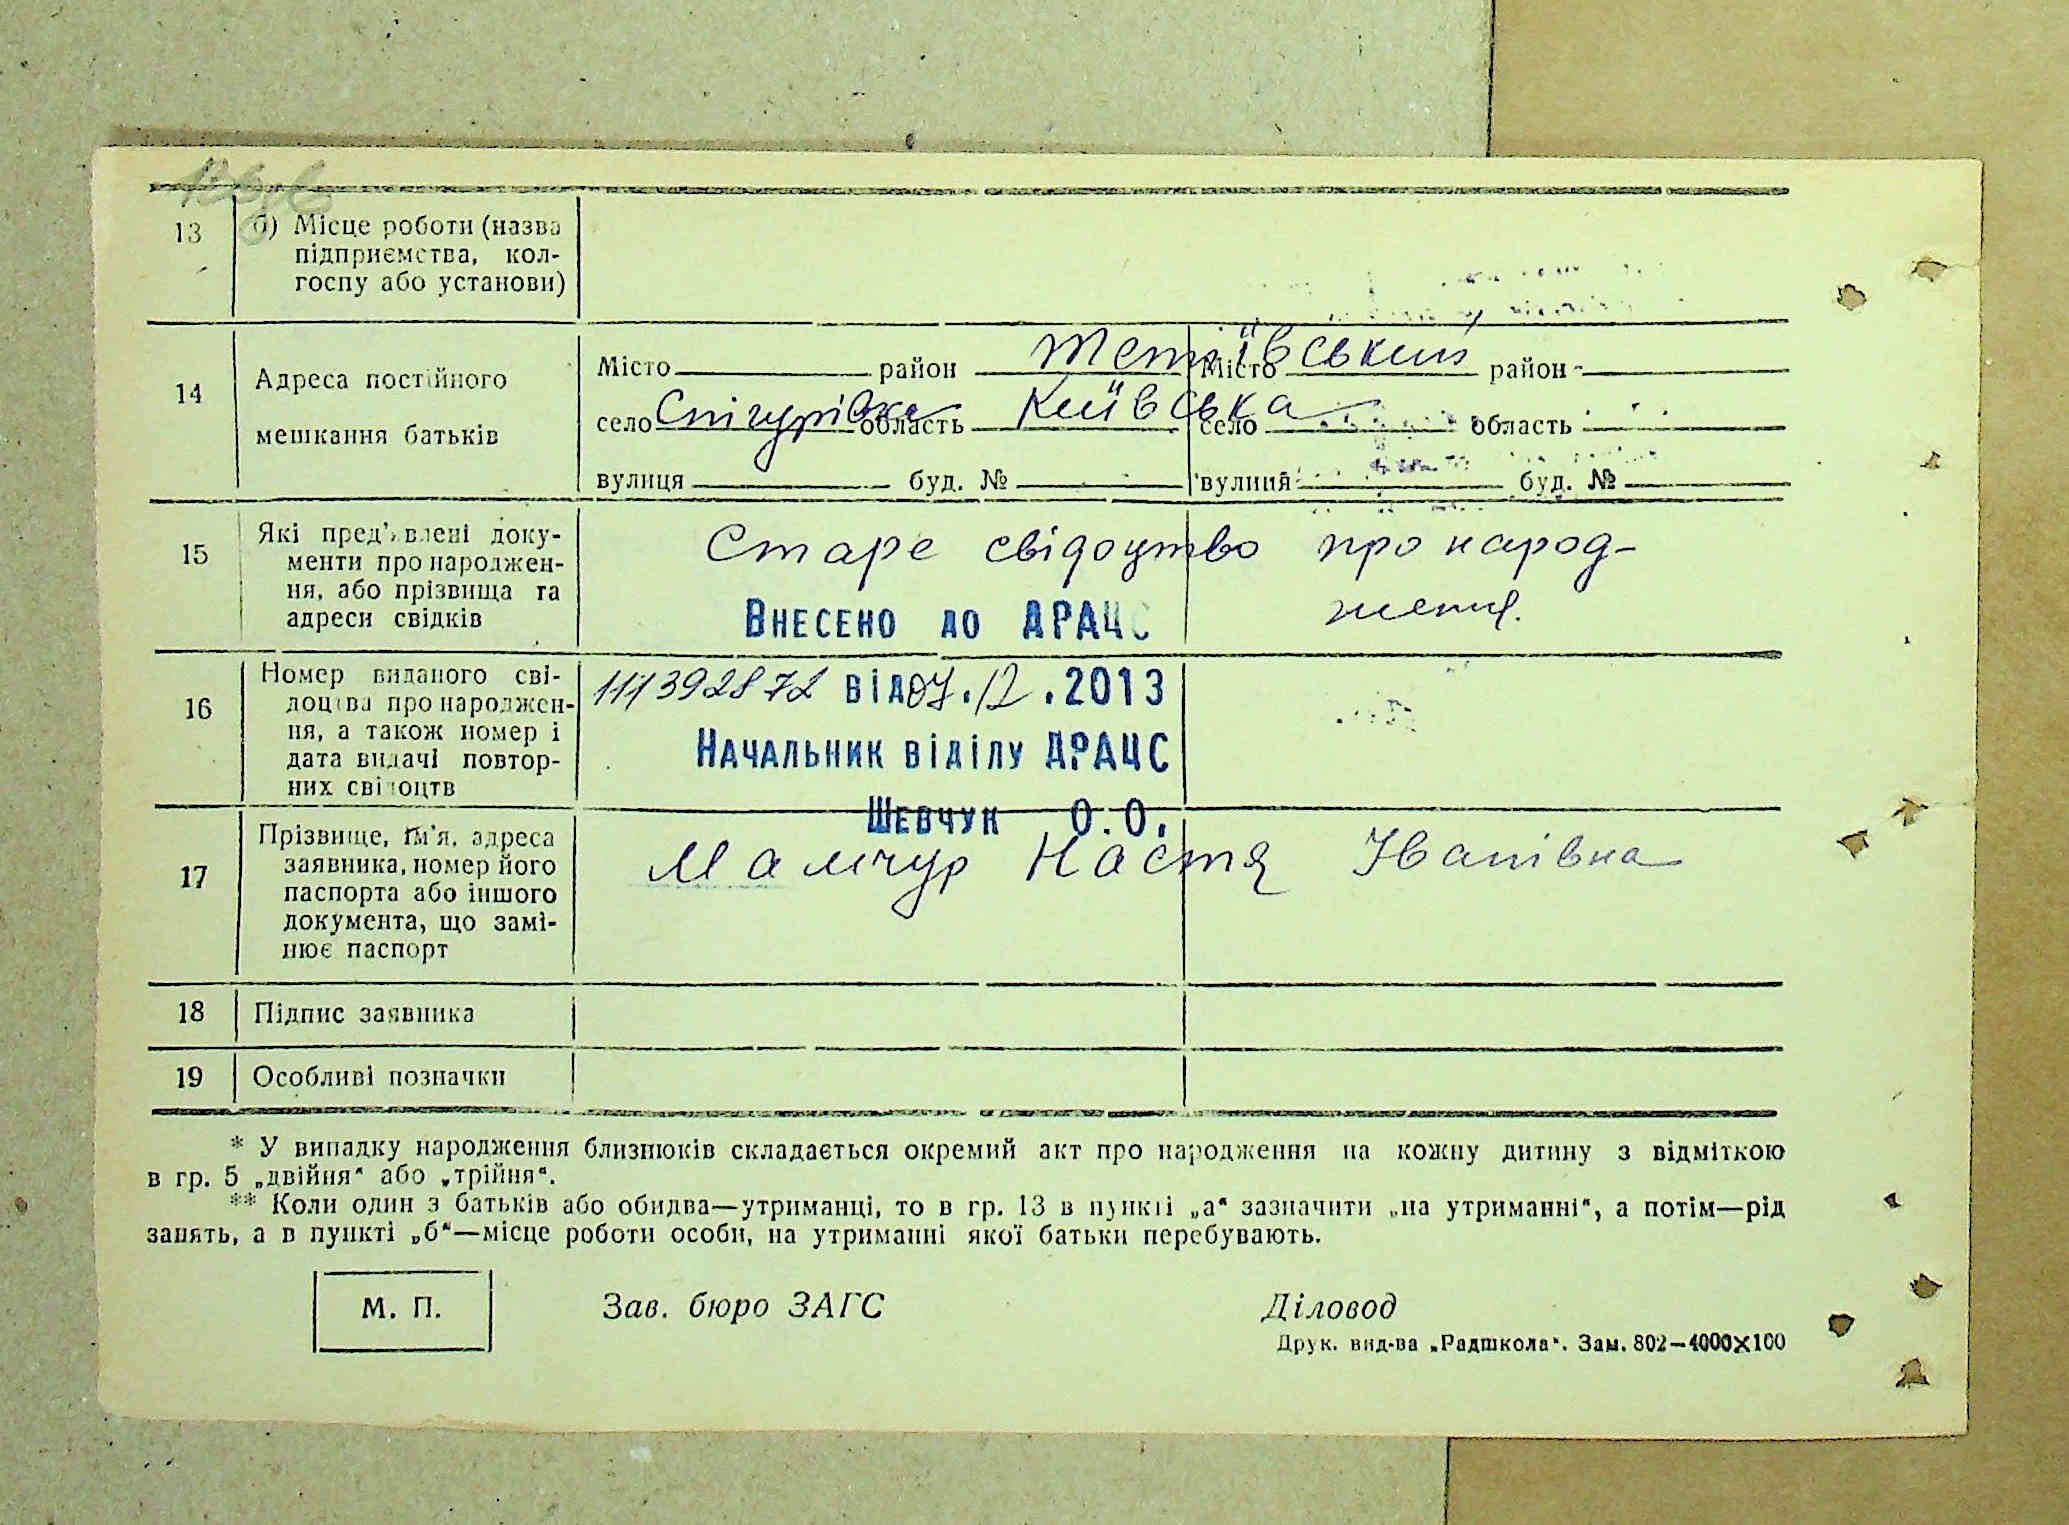 13 б) Місце роботи (назва
підприємства, кол-
госпу або установи)
14 Адреса постійного
мешкання батьків
Місто район Тетіївський Місто район
село Снігурівка область Київська село область
вулиця буд. № вулиця буд. №
15 Які пред'явлені доку-
менти про народжен-
ня, або прізвища та
адреси свідків
Старе свідоцтво про народ-
ження.
Внесено до ДРАЦС
16 Номер виданого сві-
доцтва про народжен-
ня, а також номер і
дата видачі повтор-
них свідоцтв
від 07.12.2013
Начальник віділу ДРАЦС
Шевчук О.О.
17 Прізвище, ім'я, адреса
заявника, номер його
паспорта або іншого
документа, що замі-
нює паспорт
Мамчур Настя Іванівна
18 Підпис заявника
19 Особливі позначки
* У випадку народження близнюків складається окремий акт про народження на кожну дитину з відміткою
в гр. 5 „двійня“ або „трійня“.
** Коли один з батьків або обидва—утриманці, то в гр. 13 в пункті „а“ зазначити „на утриманні“, а потім—рід
занять, а в пункті „б“—місце роботи особи, на утриманні якої батьки перебувають.
М. П. Зав. бюро ЗАГС Діловод
Друк. вид-ва „Радшкола“. Зам. 802—4000×100